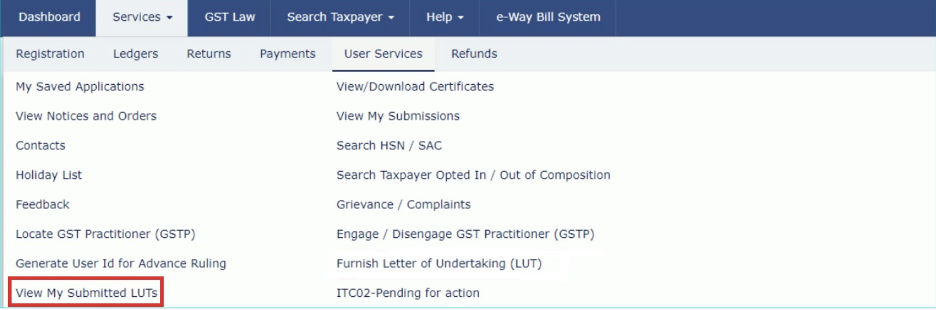 Dashboard Services GST Law Search Taxpayer Help e-Way Bill System
Registration Ledgers Returns Payments User Services Refunds
My Saved Applications View/Download Certificates
View Notices and Orders View My Submissions
Contacts Search HSN / SAC
Holiday List Search Taxpayer Opted In / Out of Composition
Feedback Grievance / Complaints
Locate GST Practitioner (GSTP) Engage / Disengage GST Practitioner (GSTP)
Generate User Id for Advance Ruling Furnish Letter of Undertaking (LUT)
View My Submitted LUTs ITC02-Pending for action